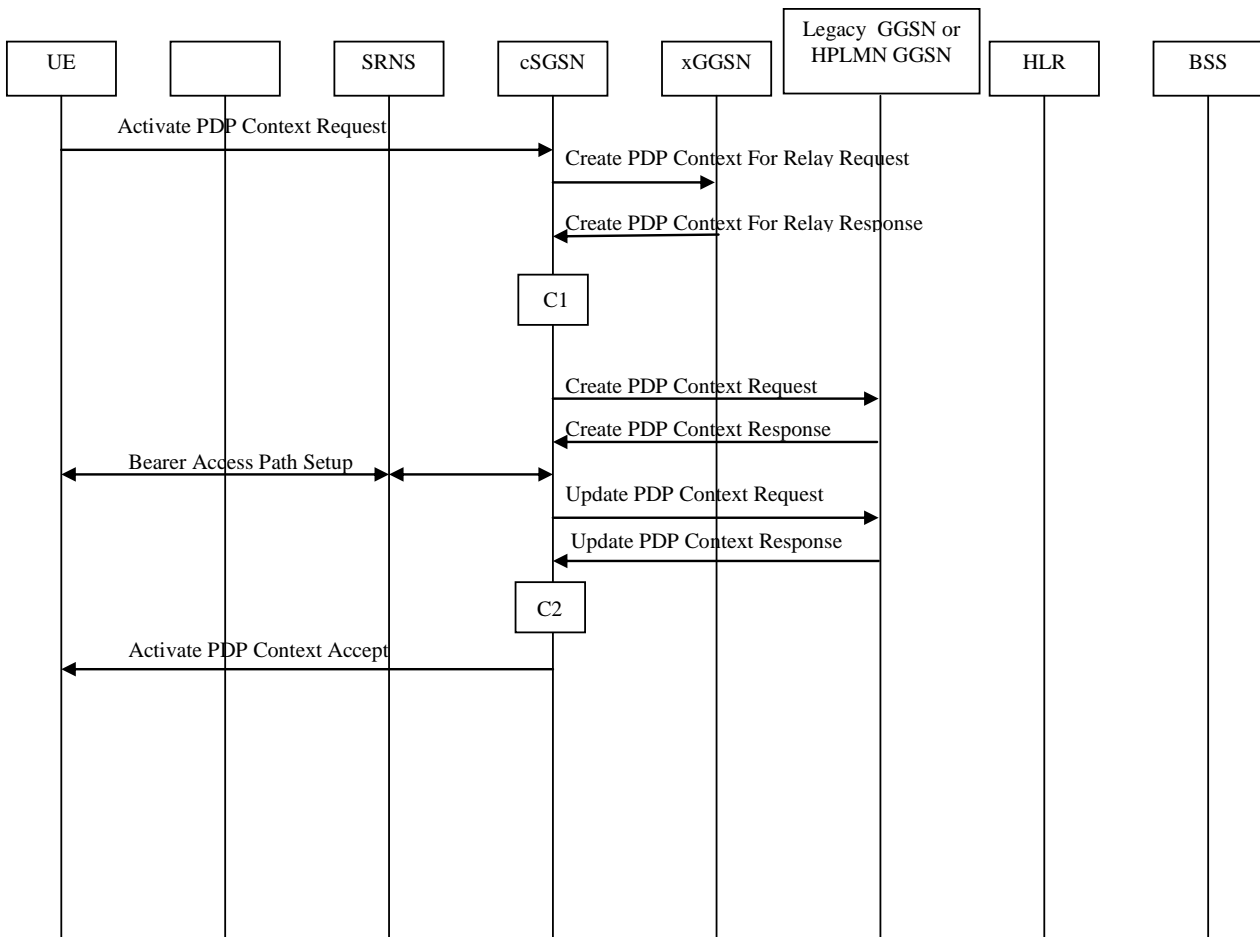 Legacy GGSN or
HPLMN GGSN
UE
SRNS
cSGSN
xGGSN
HLR
BSS
Activate PDP Context Request
Create PDP Context For Relay Request
Create PDP Context For Relay Response
C1
Create PDP Context Request
Create PDP Context Response
Bearer Access Path Setup
Update PDP Context Request
Update PDP Context Response
C2
Activate PDP Context Accept